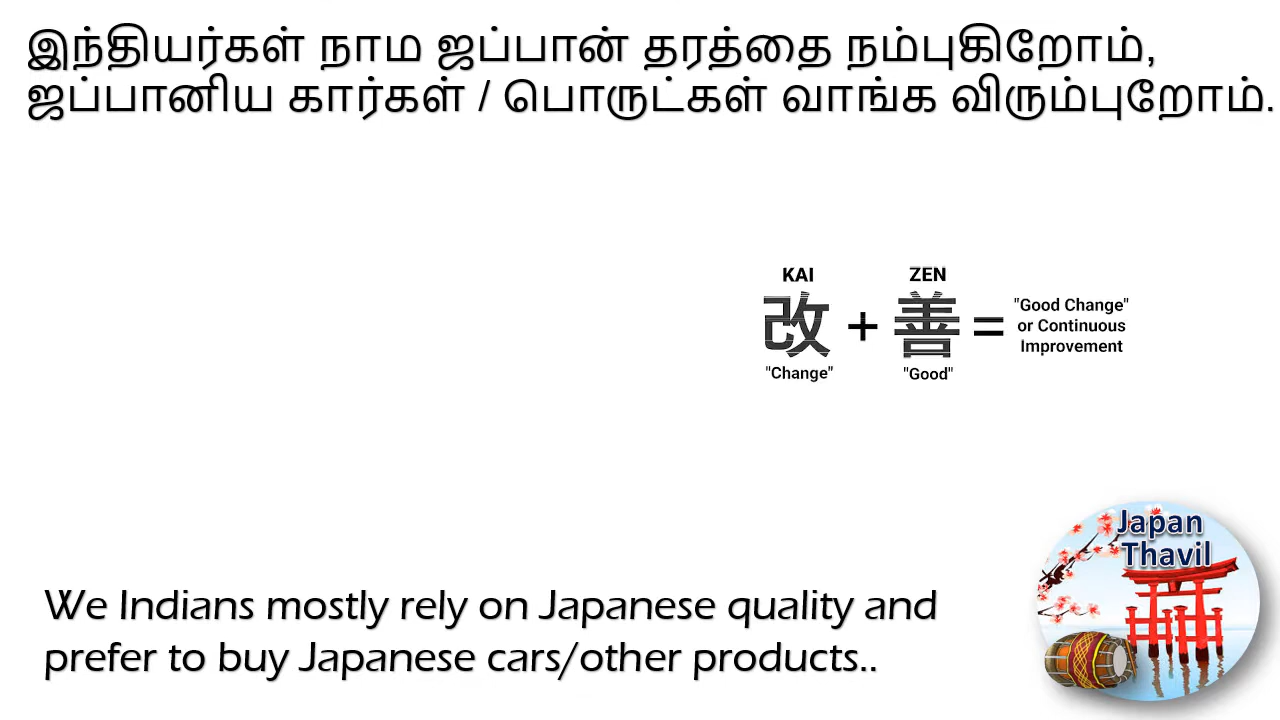 இந்தியர்கள் நாம ஜப்பான் தரத்தை நம்புகிறோம்,
ஜப்பானிய கார்கள் / பொருட்கள் வாங்க விரும்புறோம்.
KAI ZEN
改 + 善 =
"Change" "Good"
"Good Change"
or Continuous
Improvement
Japan
Thavil
We Indians mostly rely on Japanese quality and
prefer to buy Japanese cars/other products..